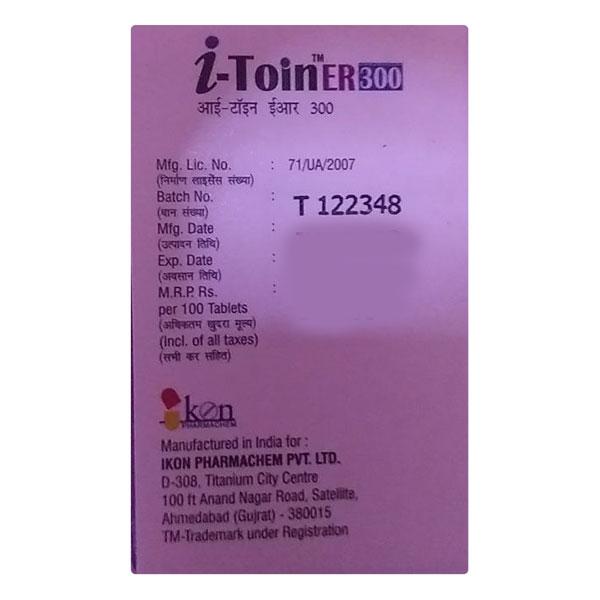 i-Toin™ ER 300
आई-टॉइन ईआर 300
Mfg. Lic. No. : 71/UA/2007
(निर्माण लाइसेंस संख्या)
Batch No. : T 122348
(घान संख्या)
Mfg. Date :
(उत्पादन तिथि)
Exp. Date :
(अवसान तिथि)
M.R.P. Rs. :
per 100 Tablets
(अधिकतम खुदरा मूल्य)
(Incl. of all taxes)
(सभी कर सहित)
ikon
PHARMACHEM
Manufactured in India for :
IKON PHARMACHEM PVT. LTD.
D-308, Titanium City Centre
100 ft Anand Nagar Road, Satellite,
Ahmedabad (Gujrat) - 380015
TM-Trademark under Registration